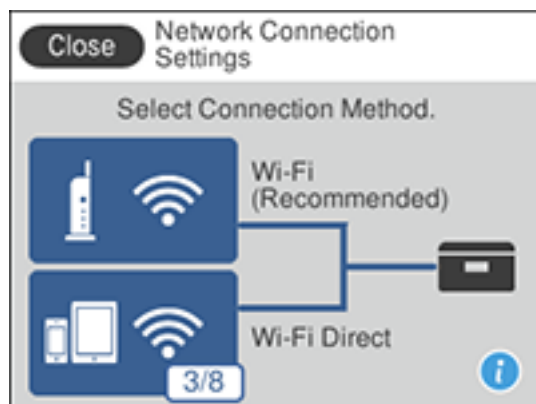 Close
Network Connection
Settings
Select Connection Method.
Wi-Fi
(Recommended)
Wi-Fi Direct
3/8
i